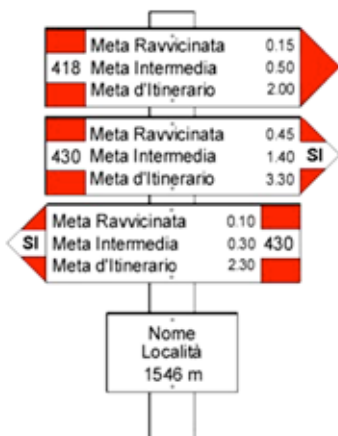 Meta Ravvicinata 0.15
418 Meta Intermedia 0.50
Meta d'Itinerario 2.00
Meta Ravvicinata 0.45
430 Meta Intermedia 1.40 SI
Meta d'Itinerario 3.30
Meta Ravvicinata 0.10
SI Meta Intermedia 0.30 430
Meta d'Itinerario 2.30
Nome
Località
1546 m